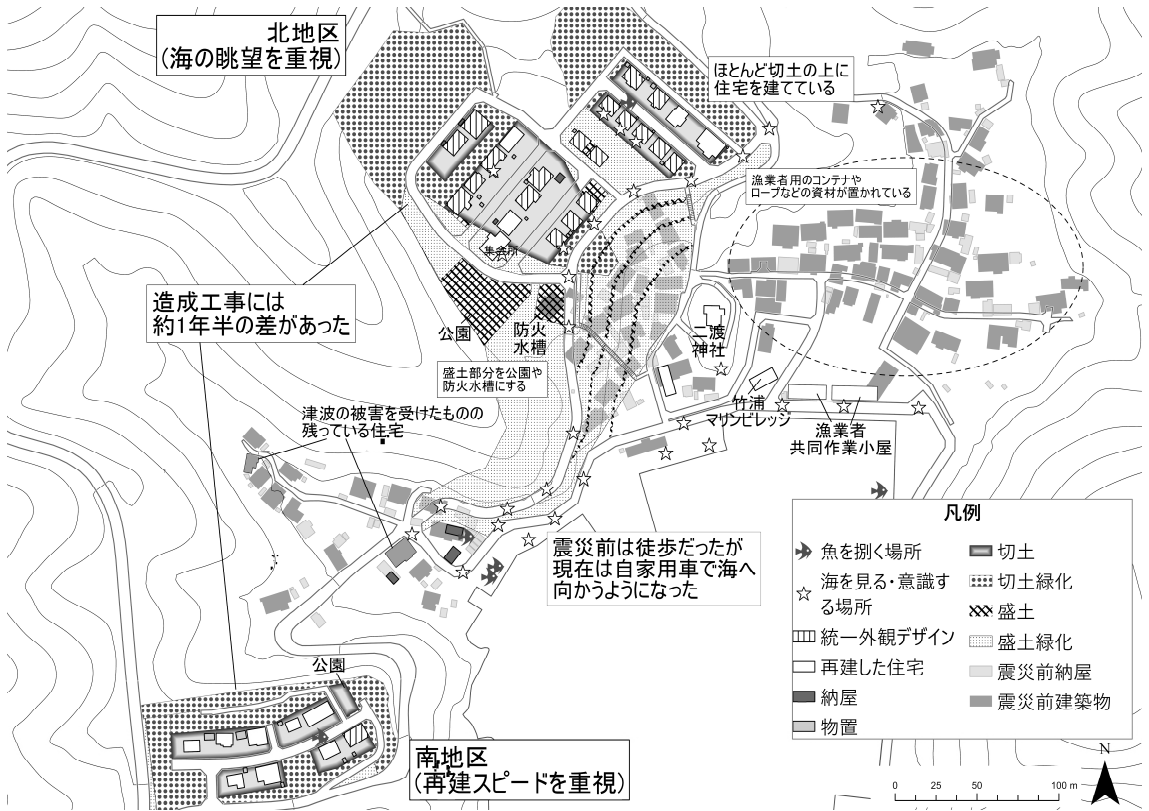 北地区
(海の眺望を重視)
ほとんど切土の上に
住宅を建てている
漁業者用のコンテナや
ロープなどの資材が置かれている
集会所
造成工事には
約1年半の差があった
公園
防火
水槽
盛土部分を公園や
防火水槽にする
二渡
神社
竹浦
マリンビレッジ
漁業者
共同作業小屋
津波の被害を受けたものの
残っている住宅
震災前は徒歩だったが
現在は自家用車で海へ
向かうようになった
公園
南地区
(再建スピードを重視)
凡例
魚を捌く場所
海を見る・意識す
る場所
統一外観デザイン
再建した住宅
納屋
物置
切土
切土緑化
盛土
盛土緑化
震災前納屋
震災前建築物
N
0 25 50 100 m